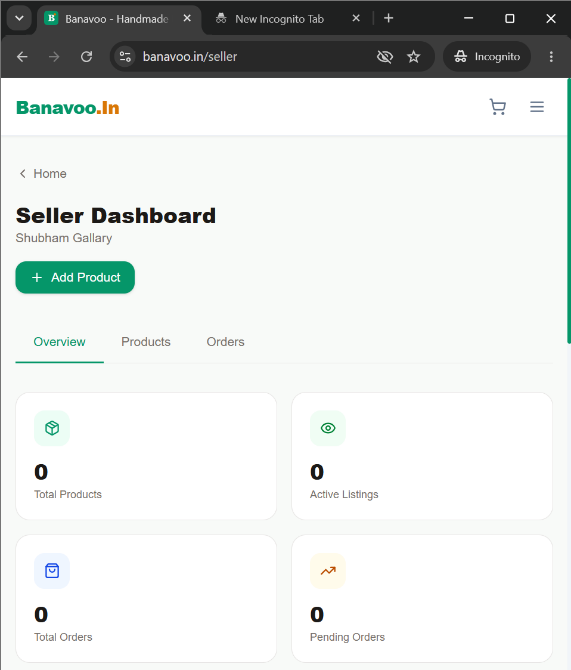 B Banavoo - Handmade
New Incognito Tab
banavoo.in/seller
Incognito
Banavoo.In
Home
Seller Dashboard
Shubham Gallary
+ Add Product
Overview Products Orders
0
Total Products
0
Active Listings
0
Total Orders
0
Pending Orders